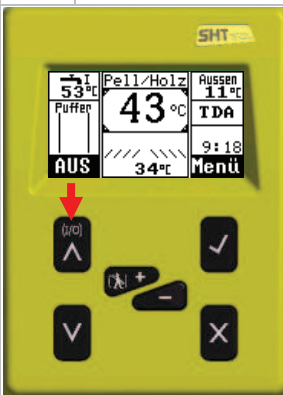 SHT
I
53°C
Pell/Holz
Aussen
11°C
Puffer
43°C
TDA
9:18
AUS
34°C
Menü
(I/O)
+
-